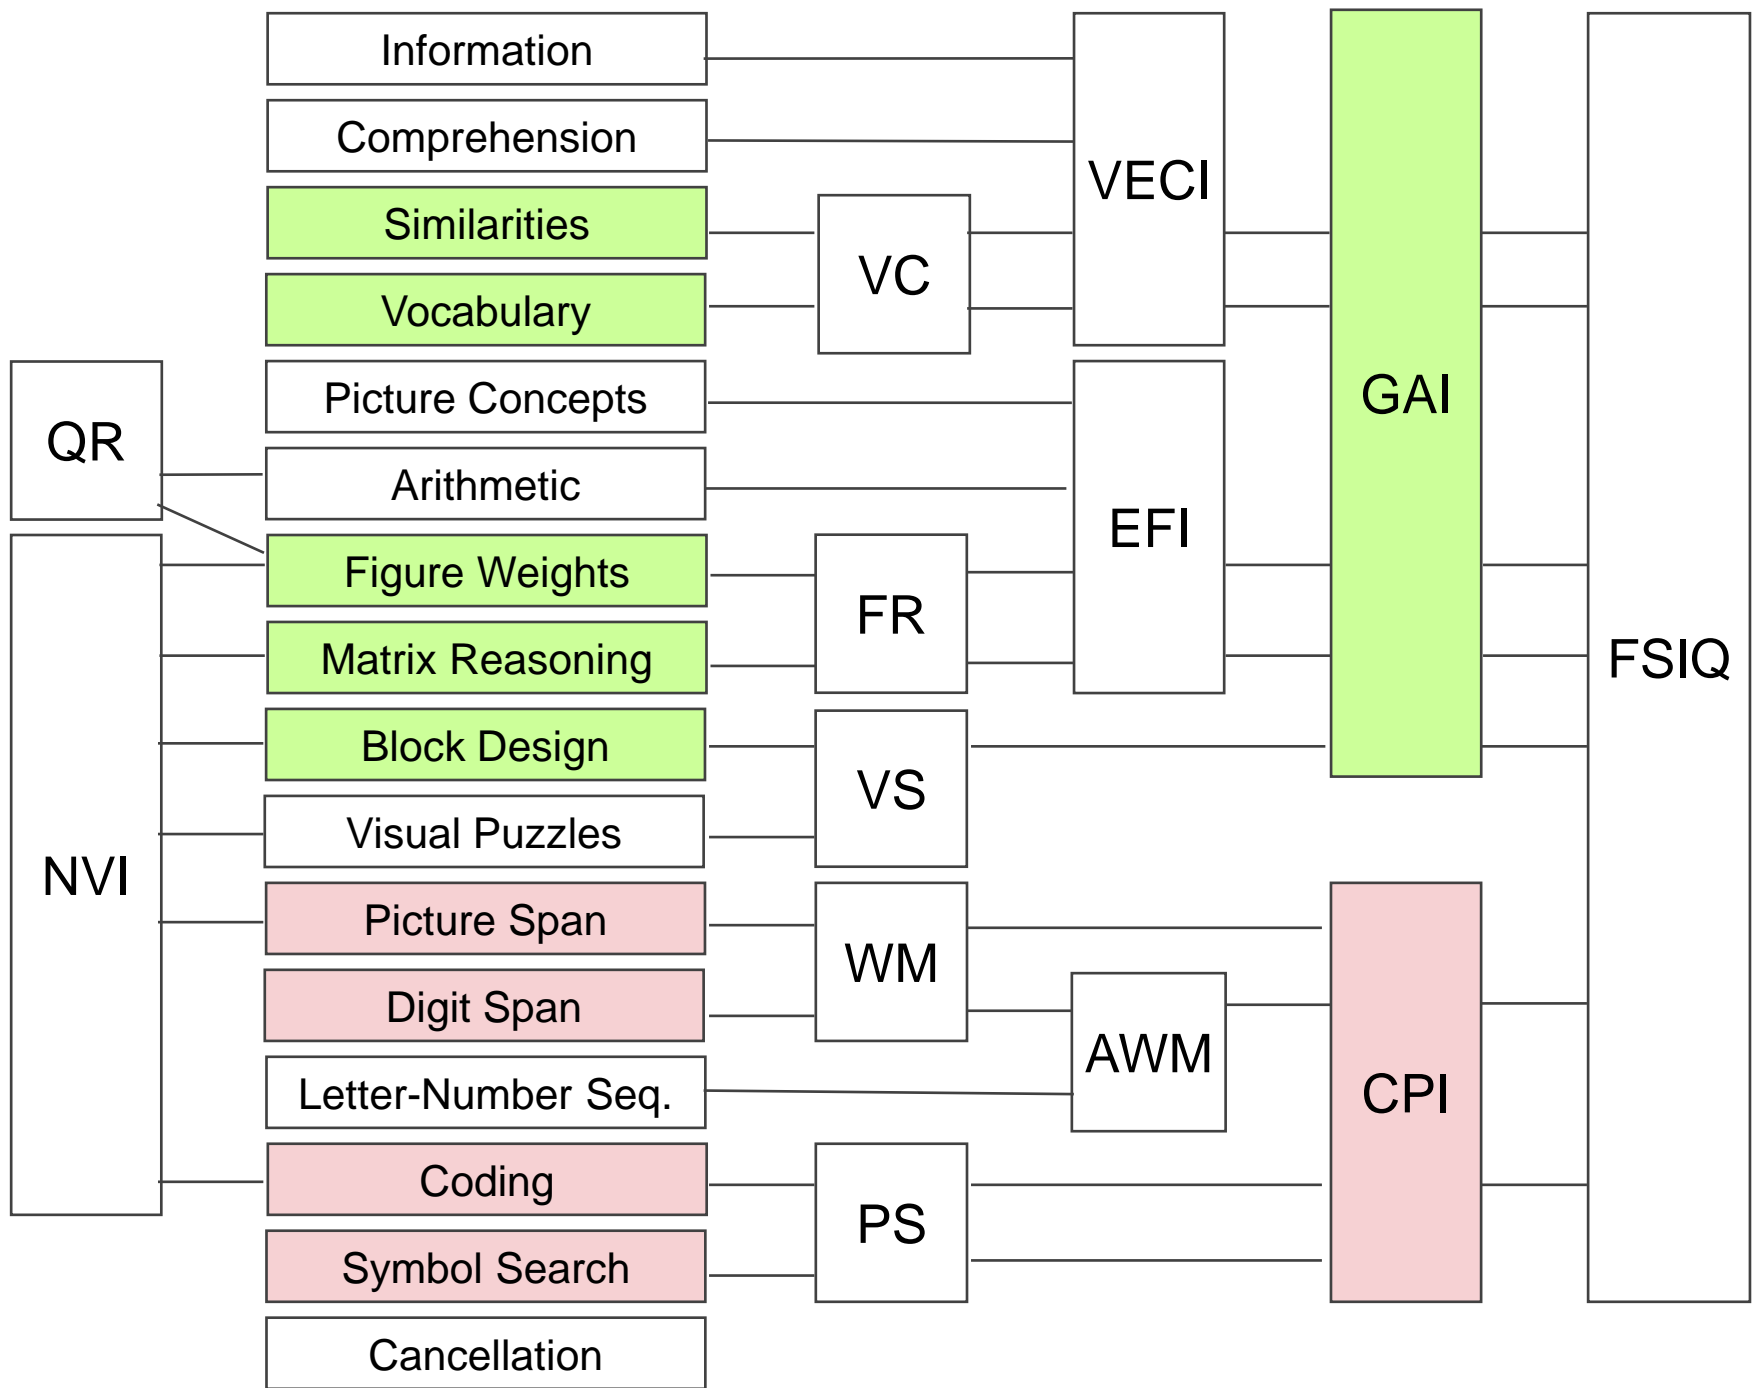 Information
Comprehension
Similarities
Vocabulary
Picture Concepts
Arithmetic
Figure Weights
Matrix Reasoning
Block Design
Visual Puzzles
Picture Span
Digit Span
Letter-Number Seq.
Coding
Symbol Search
Cancellation
QR
NVI
VC
FR
VS
WM
PS
VECI
EFI
AWM
GAI
CPI
FSIQ